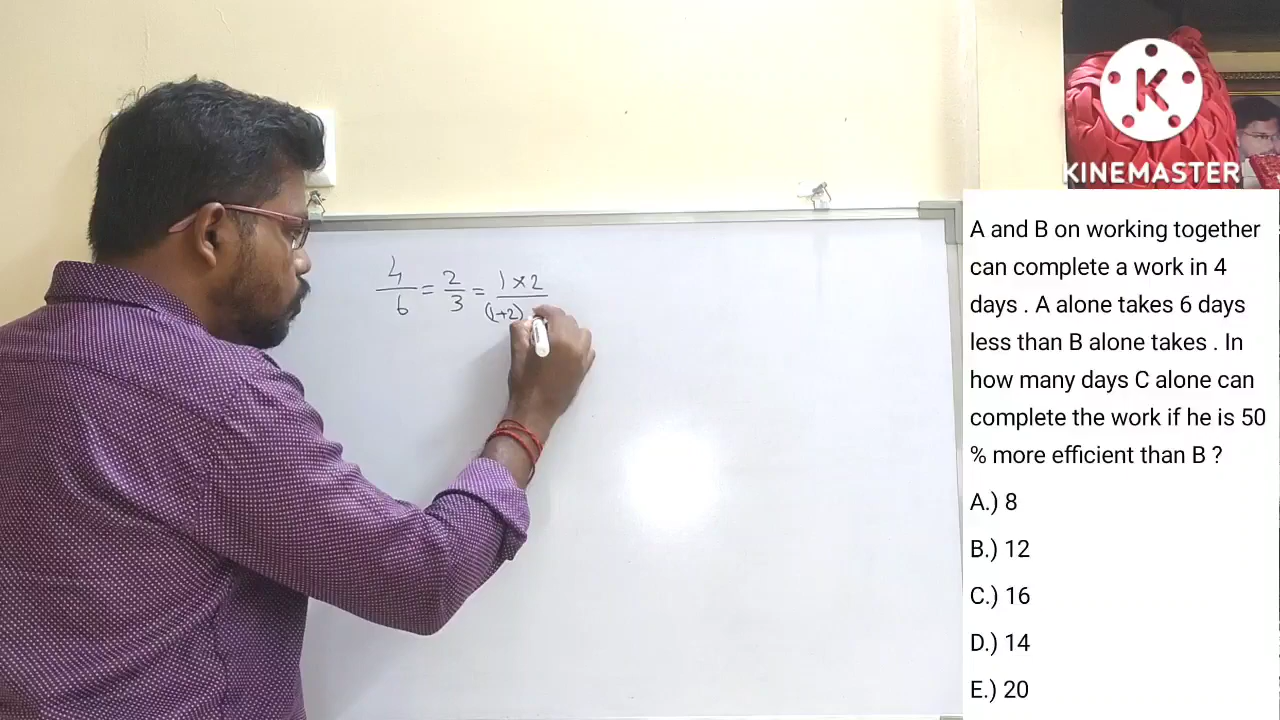 4/6 = 2/3 = 1×2/(1+2)
KINEMASTER
A and B on working together
can complete a work in 4
days . A alone takes 6 days
less than B alone takes . In
how many days C alone can
complete the work if he is 50
% more efficient than B ?
A.) 8
B.) 12
C.) 16
D.) 14
E.) 20